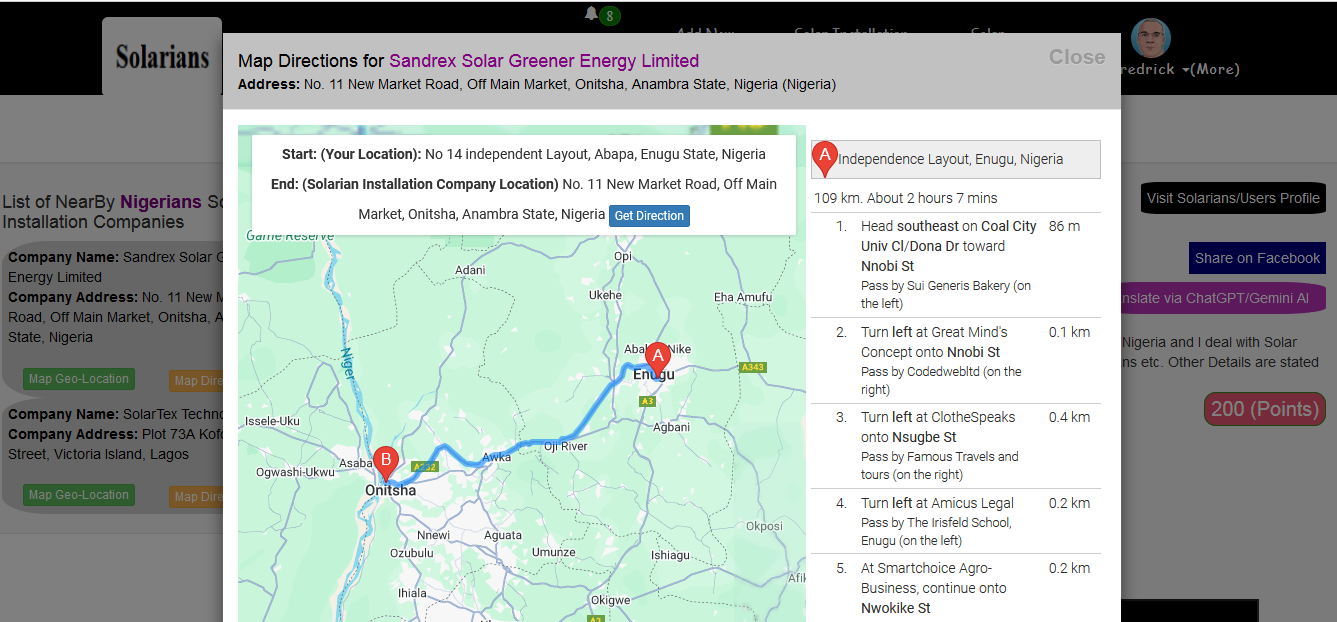 8
Add New
Solar Installation
Solar
Solarians
redrick
(More)
Map Directions for Sandrex Solar Greener Energy Limited
Close
Address: No. 11 New Market Road, Off Main Market, Onitsha, Anambra State, Nigeria (Nigeria)
List of NearBy Nigerians So
Installation Companies
Company Name: Sandrex Solar G
Energy Limited
Company Address: No. 11 New M
Road, Off Main Market, Onitsha, A
State, Nigeria
Map Geo-Location
Map Dire
Company Name: SolarTex Techno
Company Address: Plot 73A Kofo
Street, Victoria Island, Lagos
Map Geo-Location
Map Dire
Start: (Your Location): No 14 independent Layout, Abapa, Enugu State, Nigeria
End: (Solarian Installation Company Location) No. 11 New Market Road, Off Main
Market, Onitsha, Anambra State, Nigeria Get Direction
Game Reserve
Opi
Adani
Ukehe
Eha Amufu
Niger
Nike
A
Enugu
A343
A3
Issele-Uku
Agbani
Oji River
Awka
A232
Asaba
B
Ogwashi-Ukwu
Onitsha
Okposi
Nnewi
Aguata
Ozubulu
Umunze
Ishiagu
Afik
Ihiala
Okigwe
A3
A
Independence Layout, Enugu, Nigeria
109 km. About 2 hours 7 mins
1. Head southeast on Coal City 86 m
Univ Cl/Dona Dr toward
Nnobi St
Pass by Sui Generis Bakery (on
the left)
2. Turn left at Great Mind's 0.1 km
Concept onto Nnobi St
Pass by Codedwebltd (on the
right)
3. Turn left at ClotheSpeaks 0.4 km
onto Nsugbe St
Pass by Famous Travels and
tours (on the right)
4. Turn left at Amicus Legal 0.2 km
Pass by The Irisfeld School,
Enugu (on the left)
5. At Smartchoice Agro- 0.2 km
Business, continue onto
Nwokike St
Visit Solarians/Users Profile
Share on Facebook
nslate via ChatGPT/Gemini AI
Nigeria and I deal with Solar
ns etc. Other Details are stated
200 (Points)